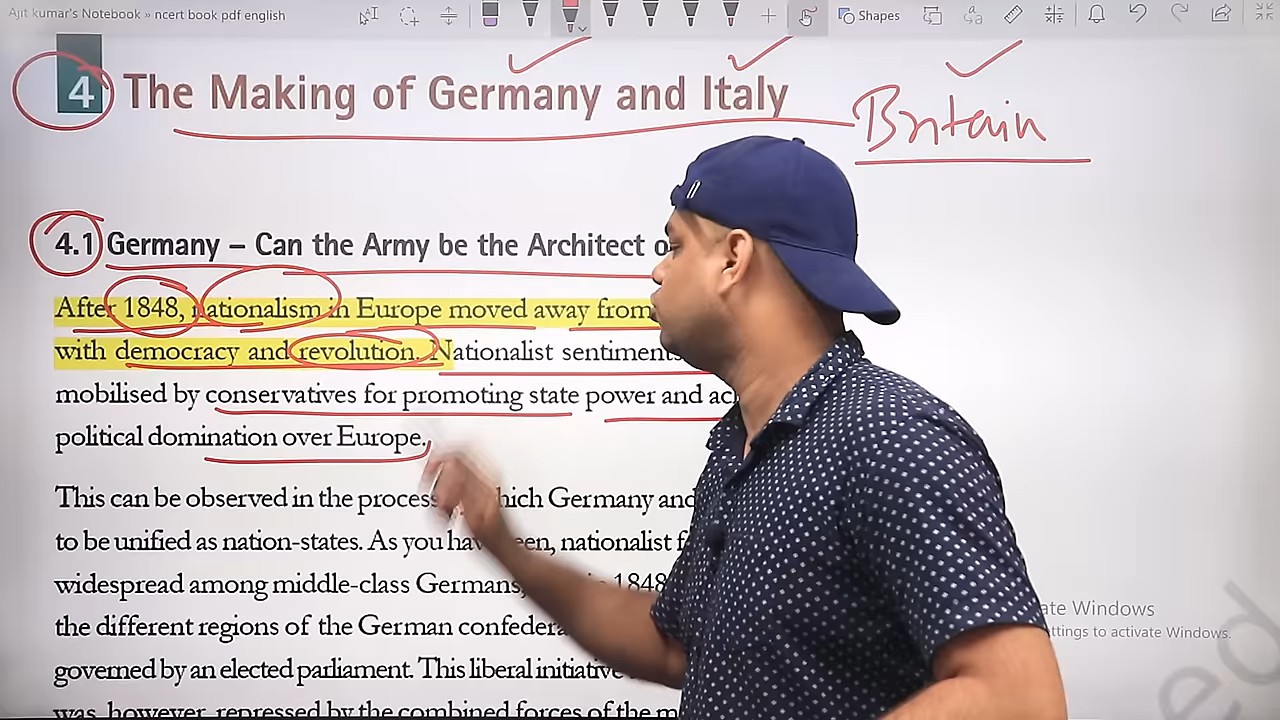 Ajit kumar's Notebook » ncert book pdf english
Shapes
4 The Making of Germany and Italy
Britain
4.1 Germany – Can the Army be the Architect
After 1848, nationalism in Europe moved away from
with democracy and revolution. Nationalist sentiments
mobilised by conservatives for promoting state power and
political domination over Europe.
This can be observed in the process which Germany and
to be unified as nation-states. As you have seen, nationalist
widespread among middle-class Germans, 1848
the different regions of the German
governed by an elected parliament. This liberal initiative
was, however, repressed by the combined forces of the
Windows
to activate Windows.